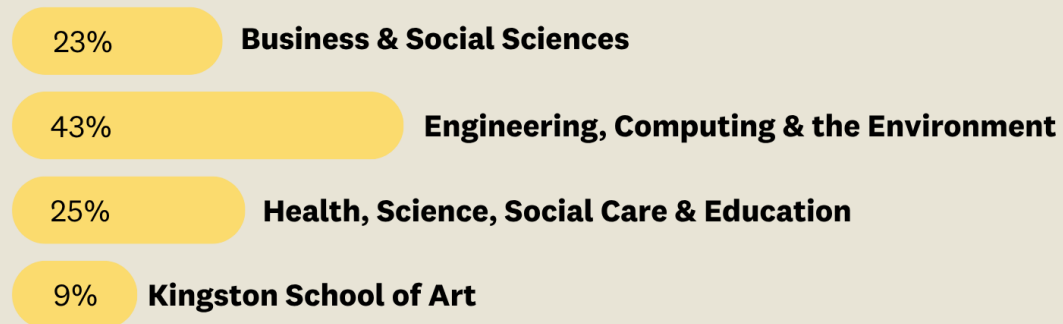 23% Business & Social Sciences
43% Engineering, Computing & the Environment
25% Health, Science, Social Care & Education
9% Kingston School of Art